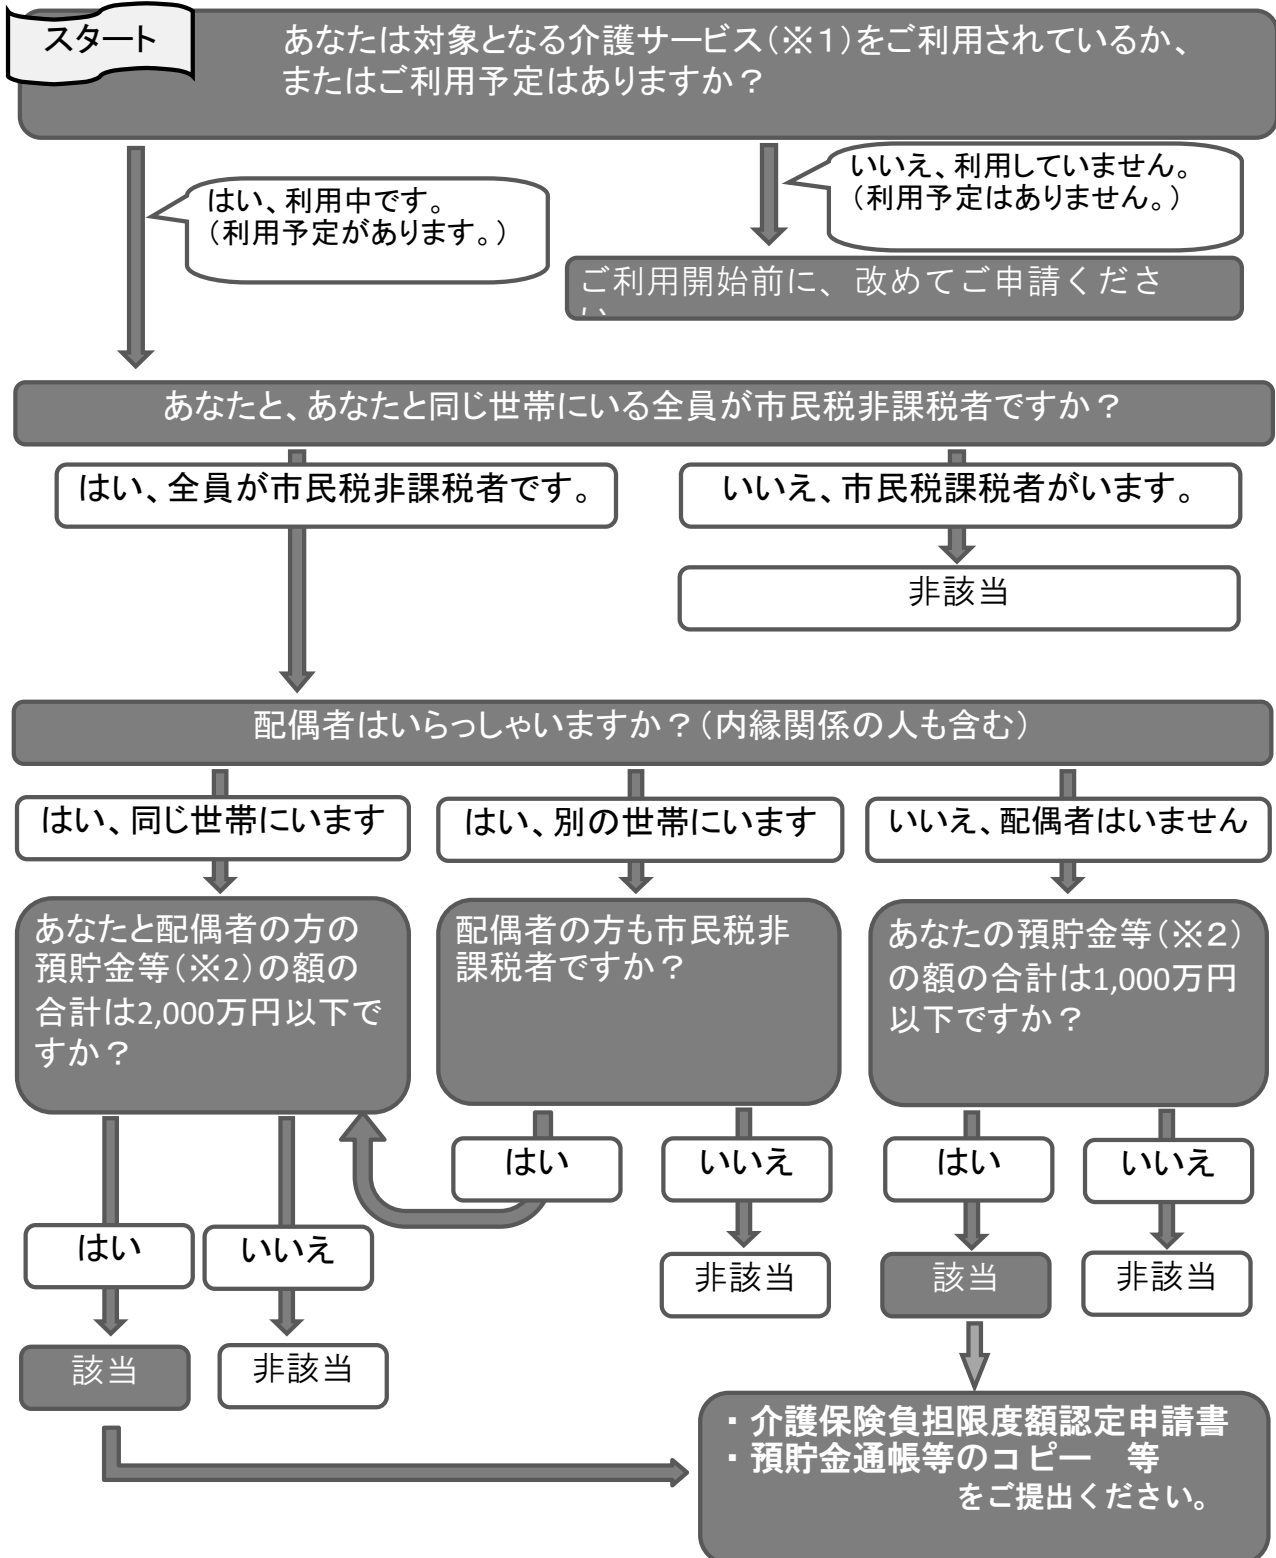 スタート
あなたは対象となる介護サービス（※１）をご利用されているか、
またはご利用予定はありますか？
はい、利用中です。
（利用予定があります。）
いいえ、利用していません。
（利用予定はありません。）
ご利用開始前に、改めてご申請くださ
い
あなたと、あなたと同じ世帯にいる全員が市民税非課税者ですか？
はい、全員が市民税非課税者です。
いいえ、市民税課税者がいます。
非該当
配偶者はいらっしゃいますか？（内縁関係の人も含む）
はい、同じ世帯にいます
はい、別の世帯にいます
いいえ、配偶者はいません
あなたと配偶者の方の
預貯金等（※2）の額の
合計は2,000万円以下で
すか？
配偶者の方も市民税非
課税者ですか？
あなたの預貯金等（※２）
の額の合計は1,000万円
以下ですか？
はい
いいえ
はい
いいえ
はい
いいえ
非該当
該当
非該当
該当
非該当
・介護保険負担限度額認定申請書
・預貯金通帳等のコピー　等
をご提出ください。